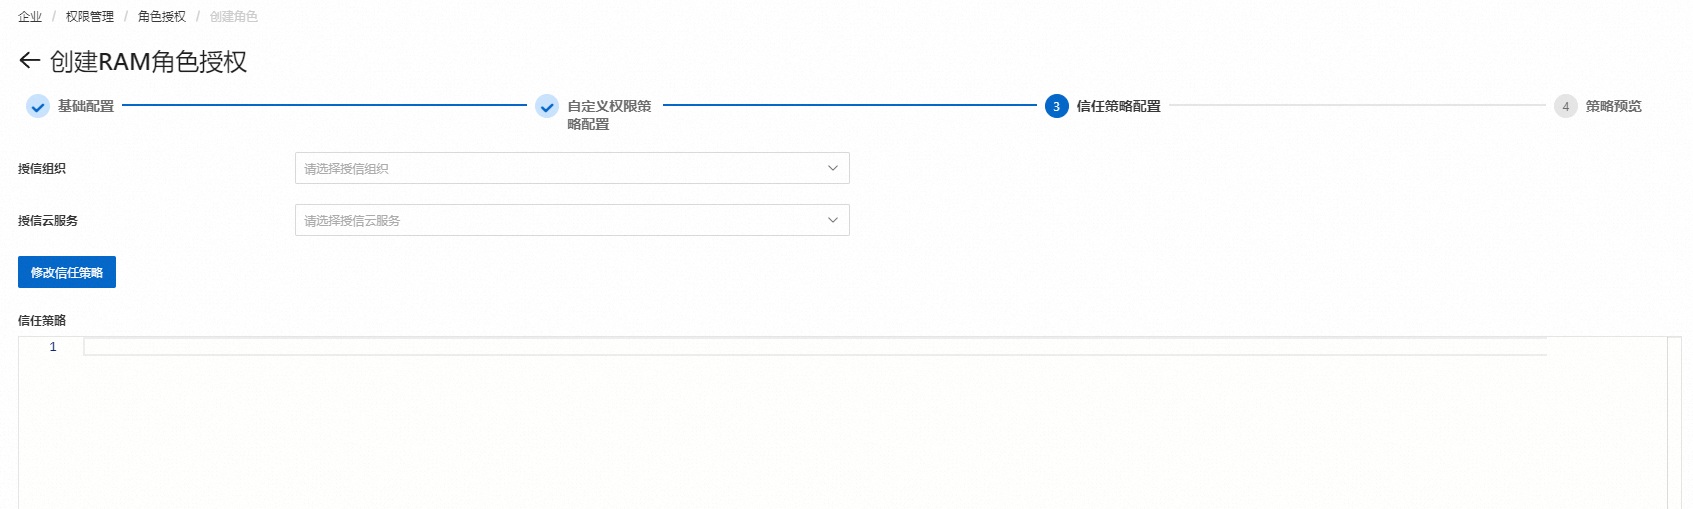 企业 / 权限管理 / 角色授权 / 创建角色
← 创建RAM角色授权
基础配置
自定义权限策
略配置
3 信任策略配置
4 策略预览
授信组织 请选择授信组织
授信云服务 请选择授信云服务
修改信任策略
信任策略
1